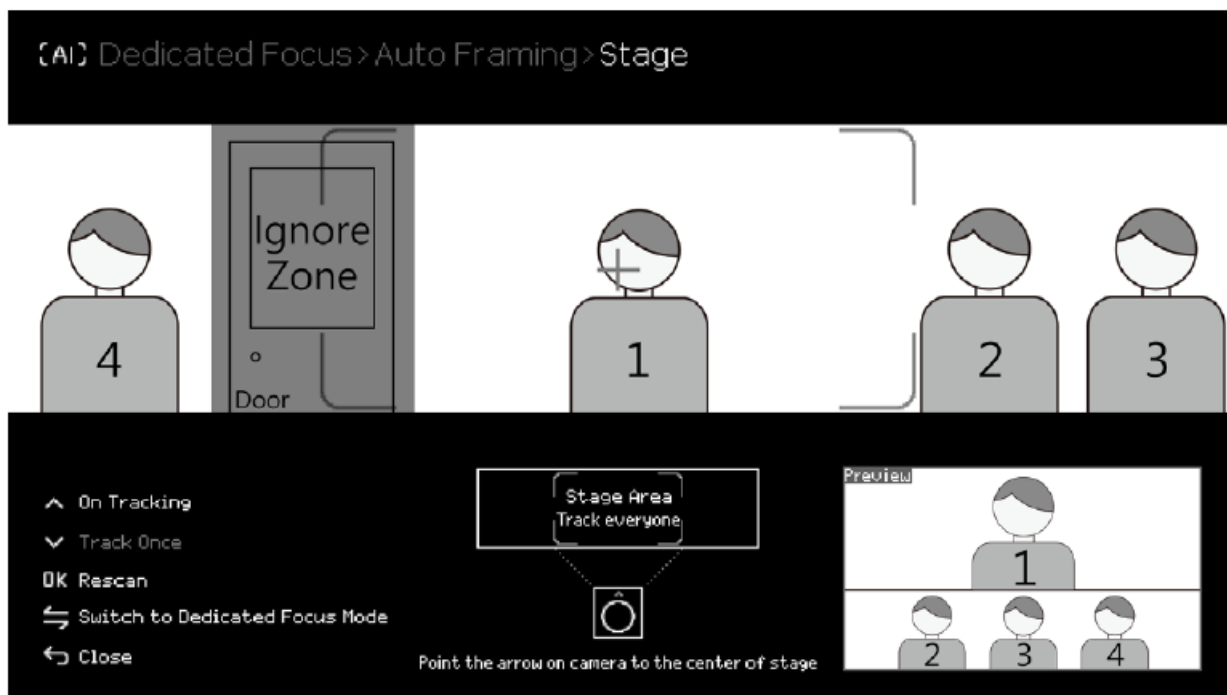 [AI] Dedicated Focus>Auto Framing>Stage
Ignore
Zone
Door
4
1
2
3
On Tracking
Track Once
OK Rescan
Switch to Dedicated Focus Mode
Close
Stage Area
Track everyone
Point the arrow on camera to the center of stage
Preview
1
2
3
4